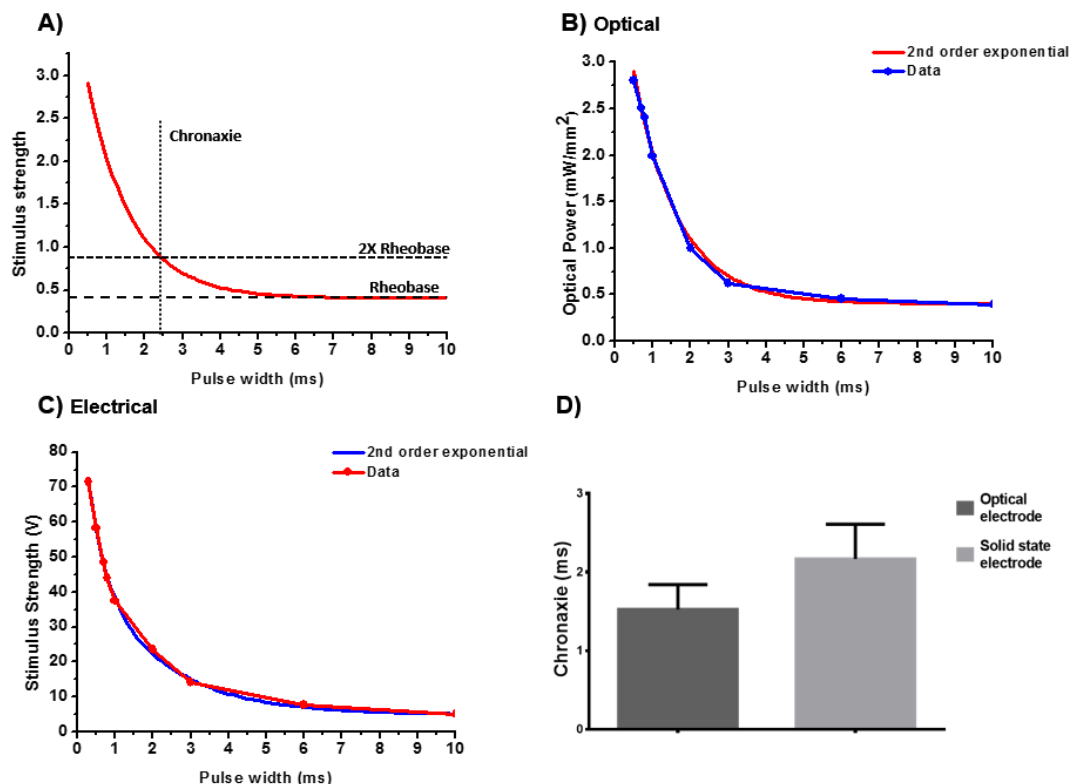 A)
3.0
2.5
2.0
1.5
1.0
0.5
0.0
Stimulus strength
Chronaxie
2X Rheobase
Rheobase
0 1 2 3 4 5 6 7 8 9 10
Pulse width (ms)
B) Optical
2nd order exponential
Data
3.0
2.5
2.0
1.5
1.0
0.5
0.0
Optical Power (mW/mm2)
0 1 2 3 4 5 6 7 8 9 10
Pulse width (ms)
C) Electrical
2nd order exponential
Data
80
70
60
50
40
30
20
10
0
Stimulus Strength (V)
0 1 2 3 4 5 6 7 8 9 10
Pulse width (ms)
D)
3
2
1
0
Chronaxie (ms)
Optical
electrode
Solid state
electrode